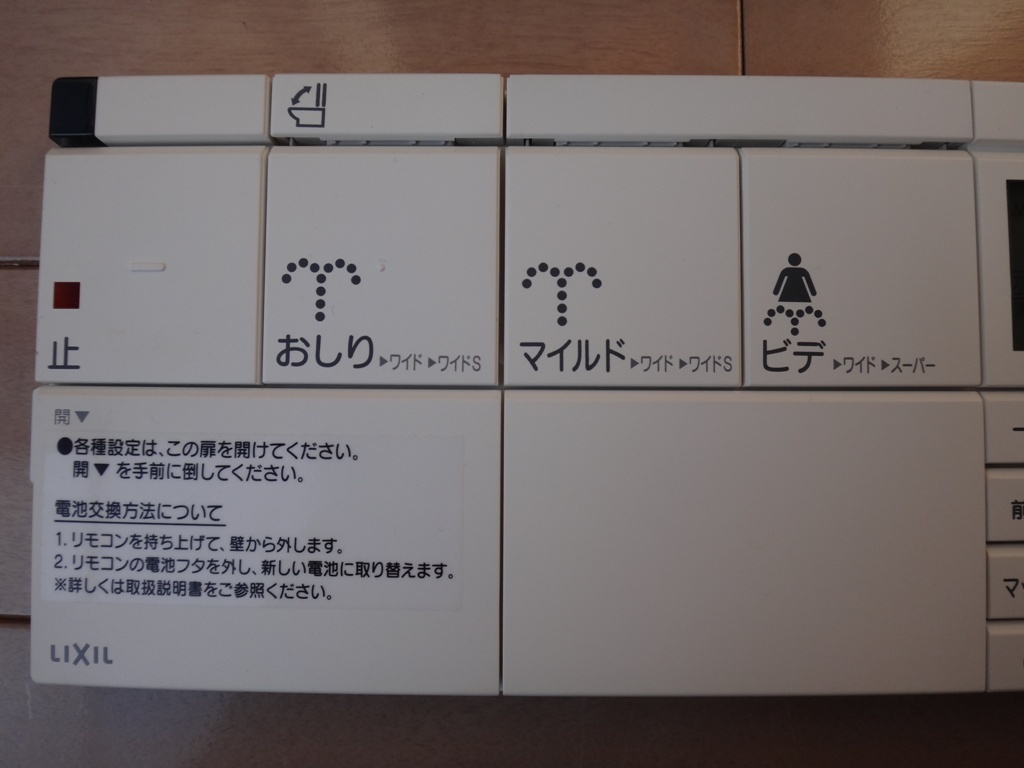 止
おしり ▶ワイド ▶ワイドS
マイルド ▶ワイド ▶ワイドS
ビデ ▶ワイド ▶スーパー
開▼
●各種設定は、この扉を開けてください。
開 ▼ を手前に倒してください。
電池交換方法について
1. リモコンを持ち上げて、壁から外します。
2. リモコンの電池フタを外し、新しい電池に取り替えます。
※詳しくは取扱説明書をご参照ください。
LIXIL
前
マ